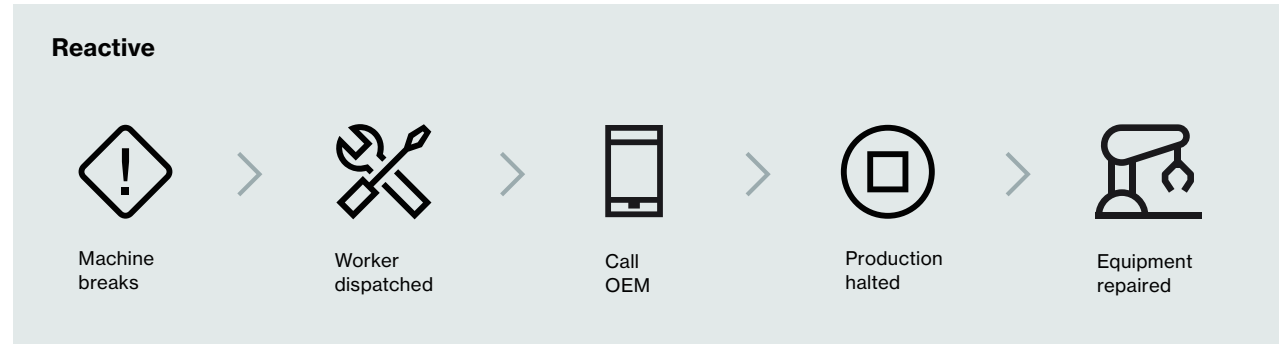 Reactive
Machine
breaks
Worker
dispatched
Call
OEM
Production
halted
Equipment
repaired